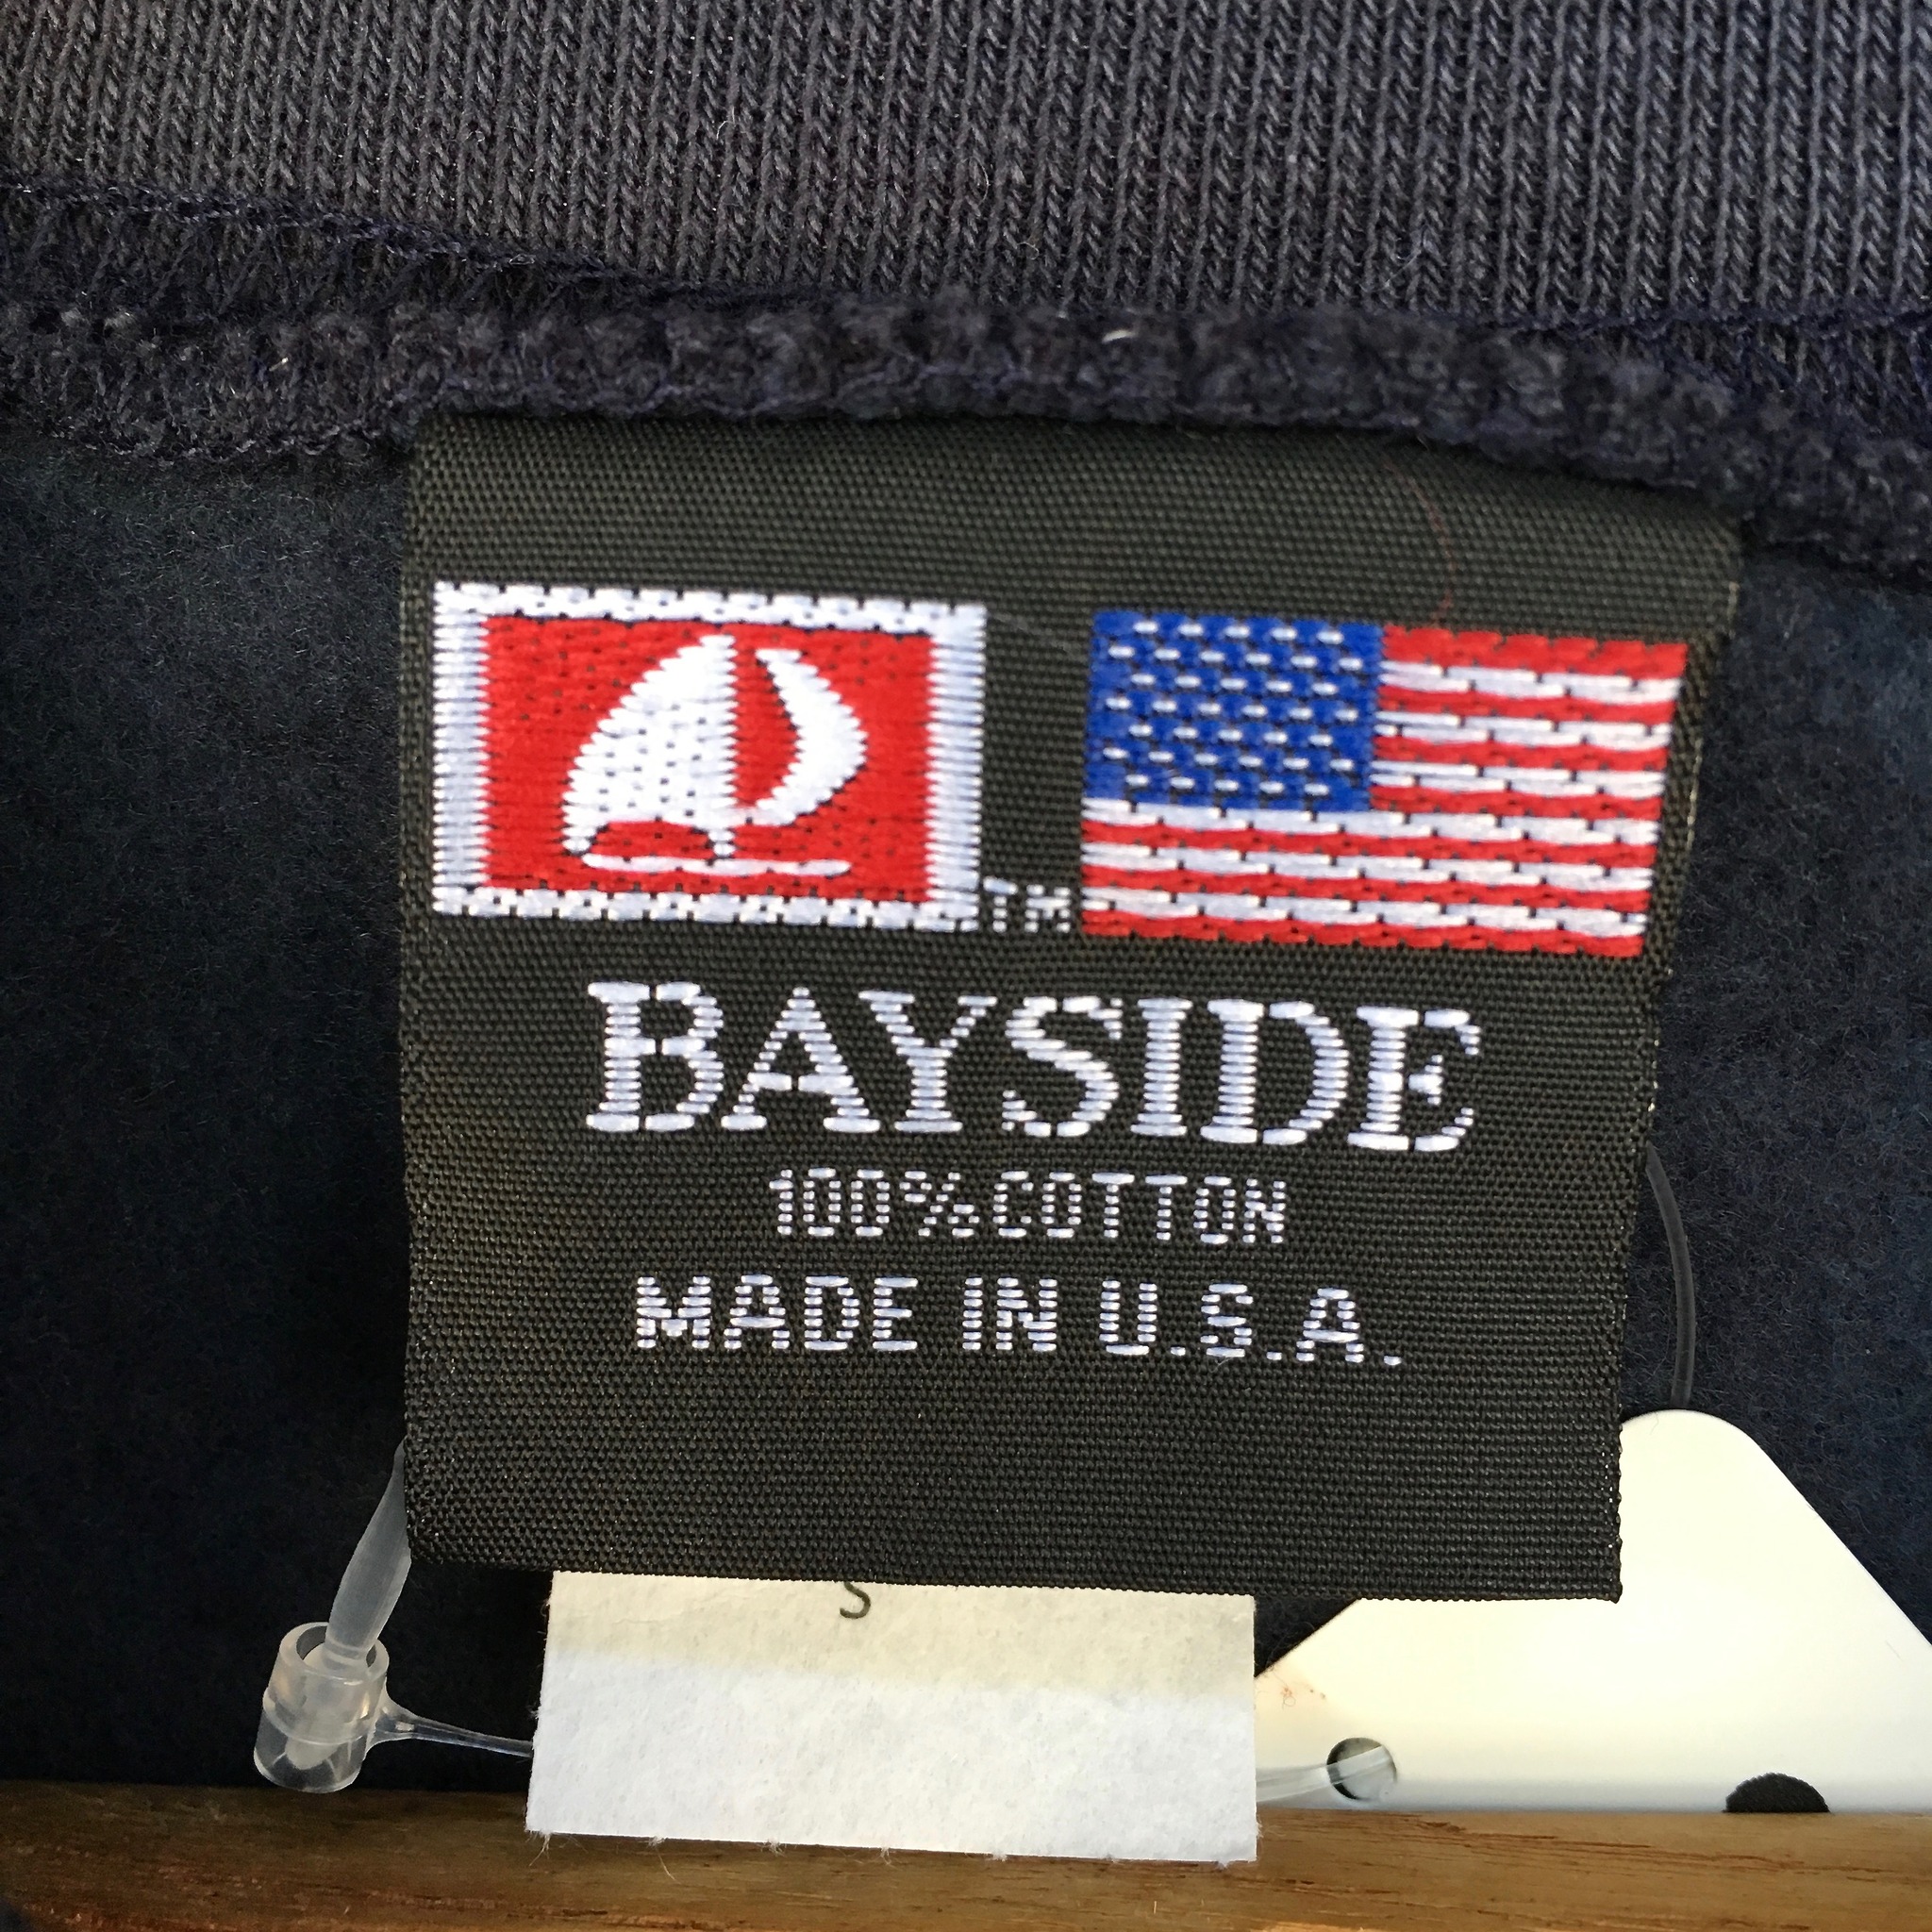 TM
BAYSIDE
100% COTTON
MADE IN U.S.A.
S